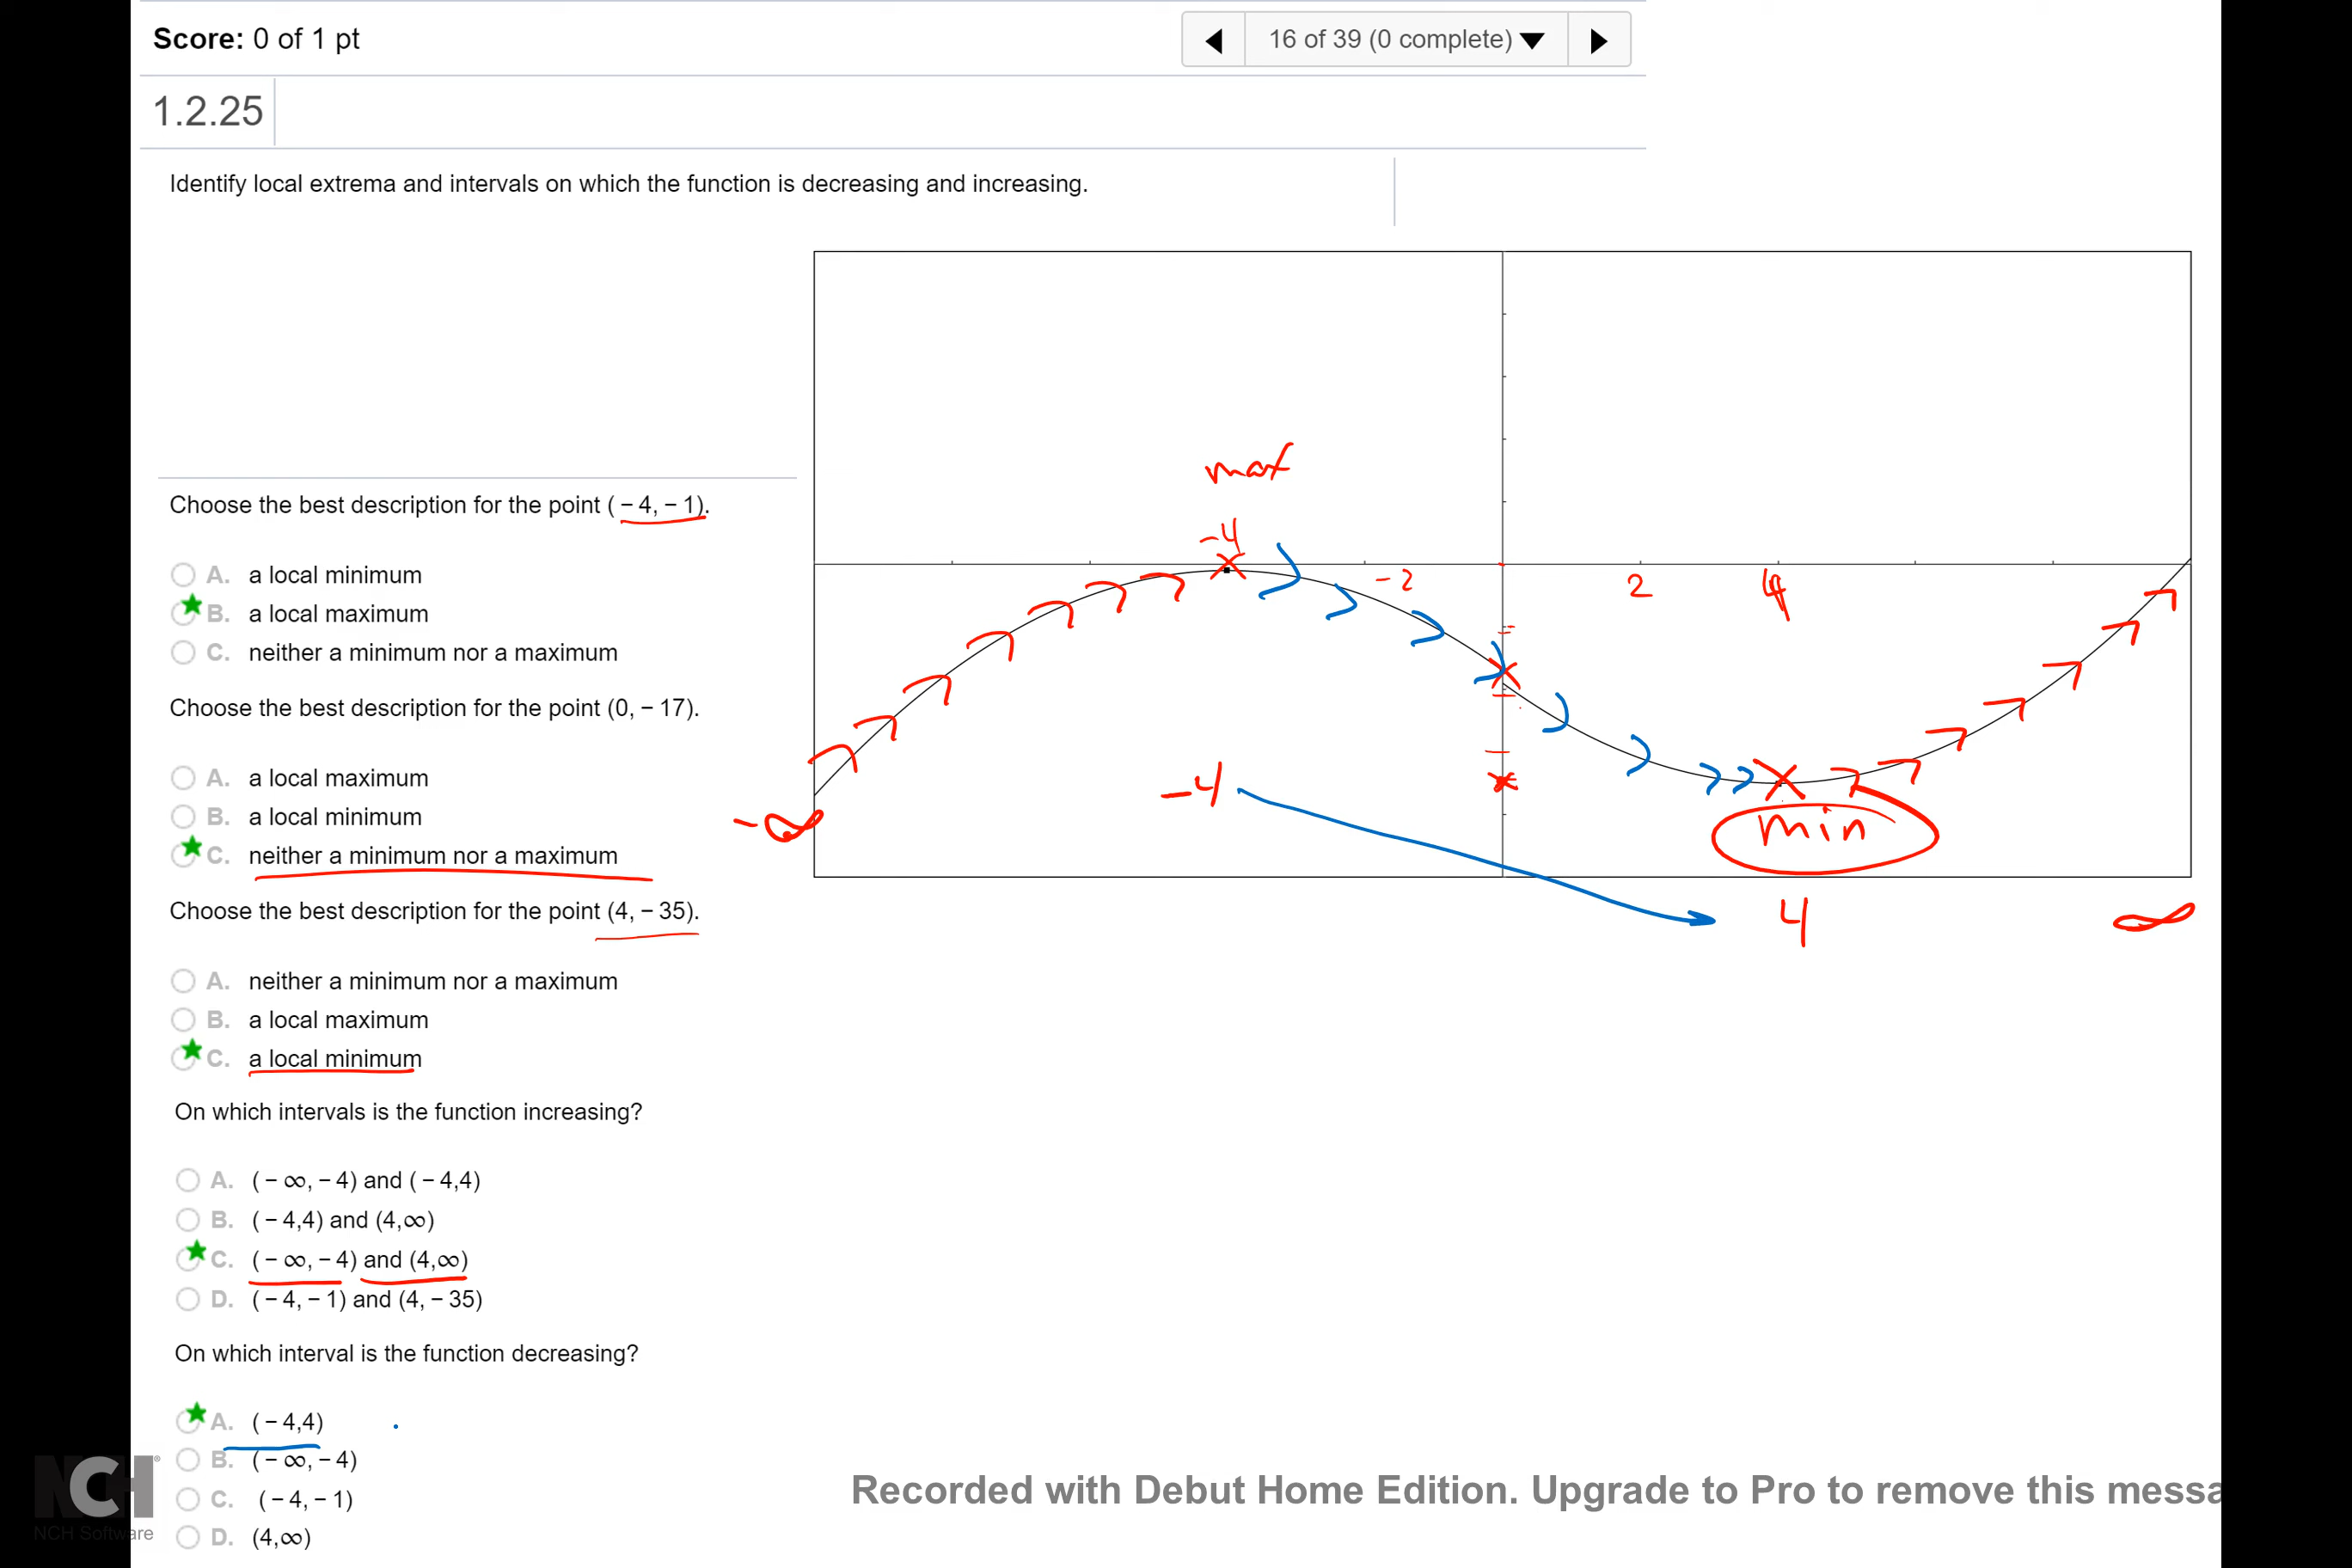 Score: 0 of 1 pt
16 of 39 (0 complete)
1.2.25
Identify local extrema and intervals on which the function is decreasing and increasing.
Choose the best description for the point ( − 4, − 1).
A. a local minimum
B. a local maximum
C. neither a minimum nor a maximum
Choose the best description for the point (0, − 17).
A. a local maximum
B. a local minimum
C. neither a minimum nor a maximum
Choose the best description for the point (4, − 35).
A. neither a minimum nor a maximum
B. a local maximum
C. a local minimum
On which intervals is the function increasing?
A. ( − ∞, − 4) and ( − 4,4)
B. ( − 4,4) and (4,∞)
C. ( − ∞, − 4) and (4,∞)
D. ( − 4, − 1) and (4, − 35)
On which interval is the function decreasing?
A. ( − 4,4)
B. ( − ∞, − 4)
C. ( − 4, − 1)
D. (4,∞)
max
-4
-2
2
4
-4
min
-∞
4
∞
NCH
NCH Software
Recorded with Debut Home Edition. Upgrade to Pro to remove this messa